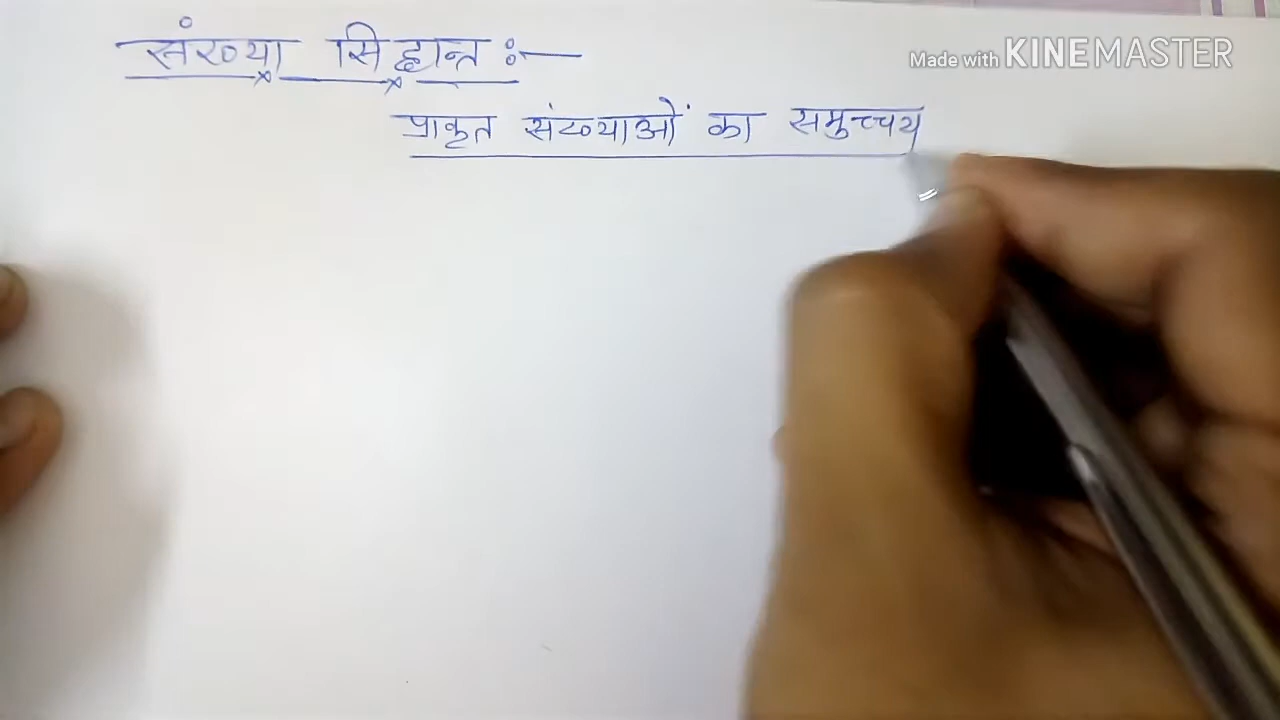 संख्या सिद्धान्त :—
Made with KINEMASTER
प्राकृत संख्याओं का समुच्चय